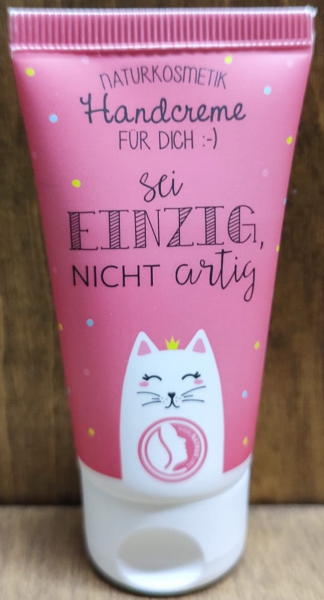 NATURKOSMETIK
Handcreme
FÜR DICH :-)
sei
EINZIG,
NICHT artig